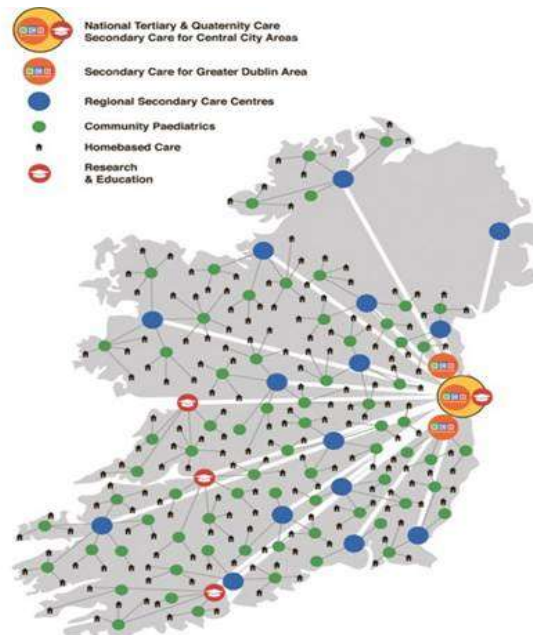 National Tertiary & Quaternity Care
Secondary Care for Central City Areas
Secondary Care for Greater Dublin Area
Regional Secondary Care Centres
Community Paediatrics
Homebased Care
Research
& Education